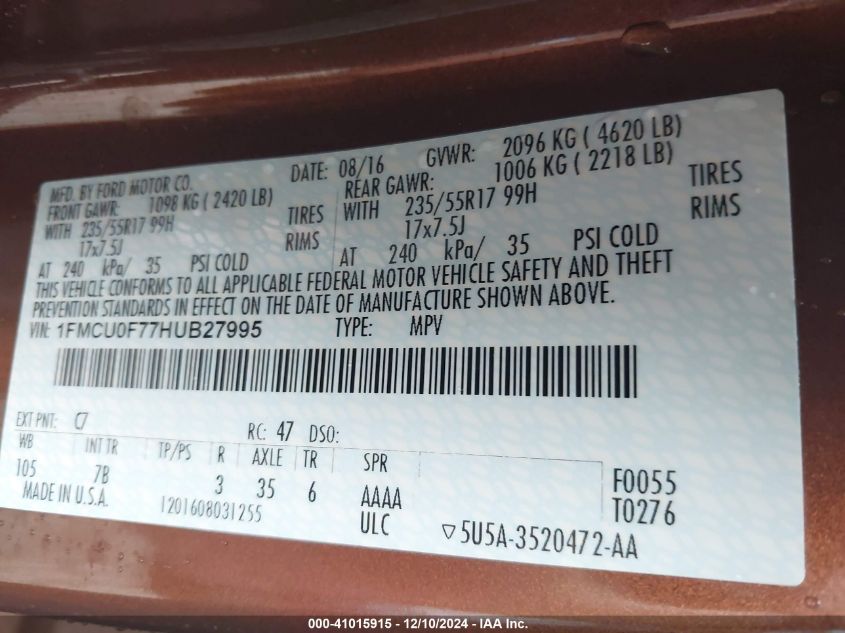 MFD. BY FORD MOTOR CO. DATE: 08/16 GVWR: 2096 KG ( 4620 LB)
FRONT GAWR: 1098 KG ( 2420 LB) REAR GAWR: 1006 KG ( 2218 LB)
WITH 235/55R17 99H TIRES WITH 235/55R17 99H TIRES
17x7.5J RIMS 17x7.5J RIMS
AT 240 kPa/ 35 PSI COLD AT 240 kPa/ 35 PSI COLD
THIS VEHICLE CONFORMS TO ALL APPLICABLE FEDERAL MOTOR VEHICLE SAFETY AND THEFT
PREVENTION STANDARDS IN EFFECT ON THE DATE OF MANUFACTURE SHOWN ABOVE.
VIN: 1FMCU0F77HUB27995 TYPE: MPV
EXT PNT: C7 RC: 47 DSO:
WB INT TR TP/PS R AXLE TR SPR
105 7B 3 35 6 AAAA F0055
MADE IN U.S.A. 1201608031255 ULC T0276
▽5U5A-3520472-AA
000-41015915 - 12/10/2024 - IAA Inc.